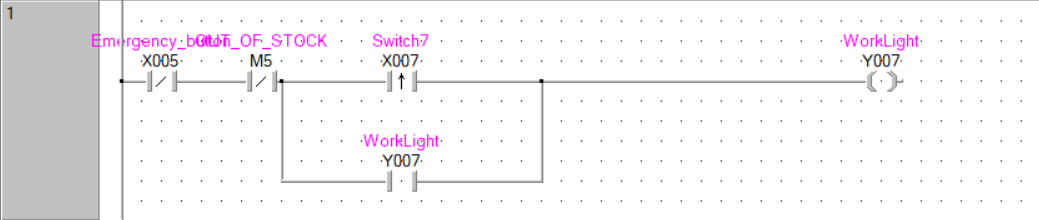 1
Emergency_button OUT_OF_STOCK Switch7 WorkLight
X005 M5 X007 Y007
WorkLight
Y007